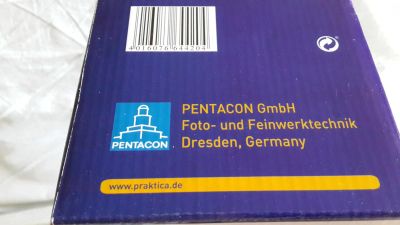 4016076644204
PENTACON
PENTACON GmbH
Foto- und Feinwerktechnik
Dresden, Germany
www.praktica.de